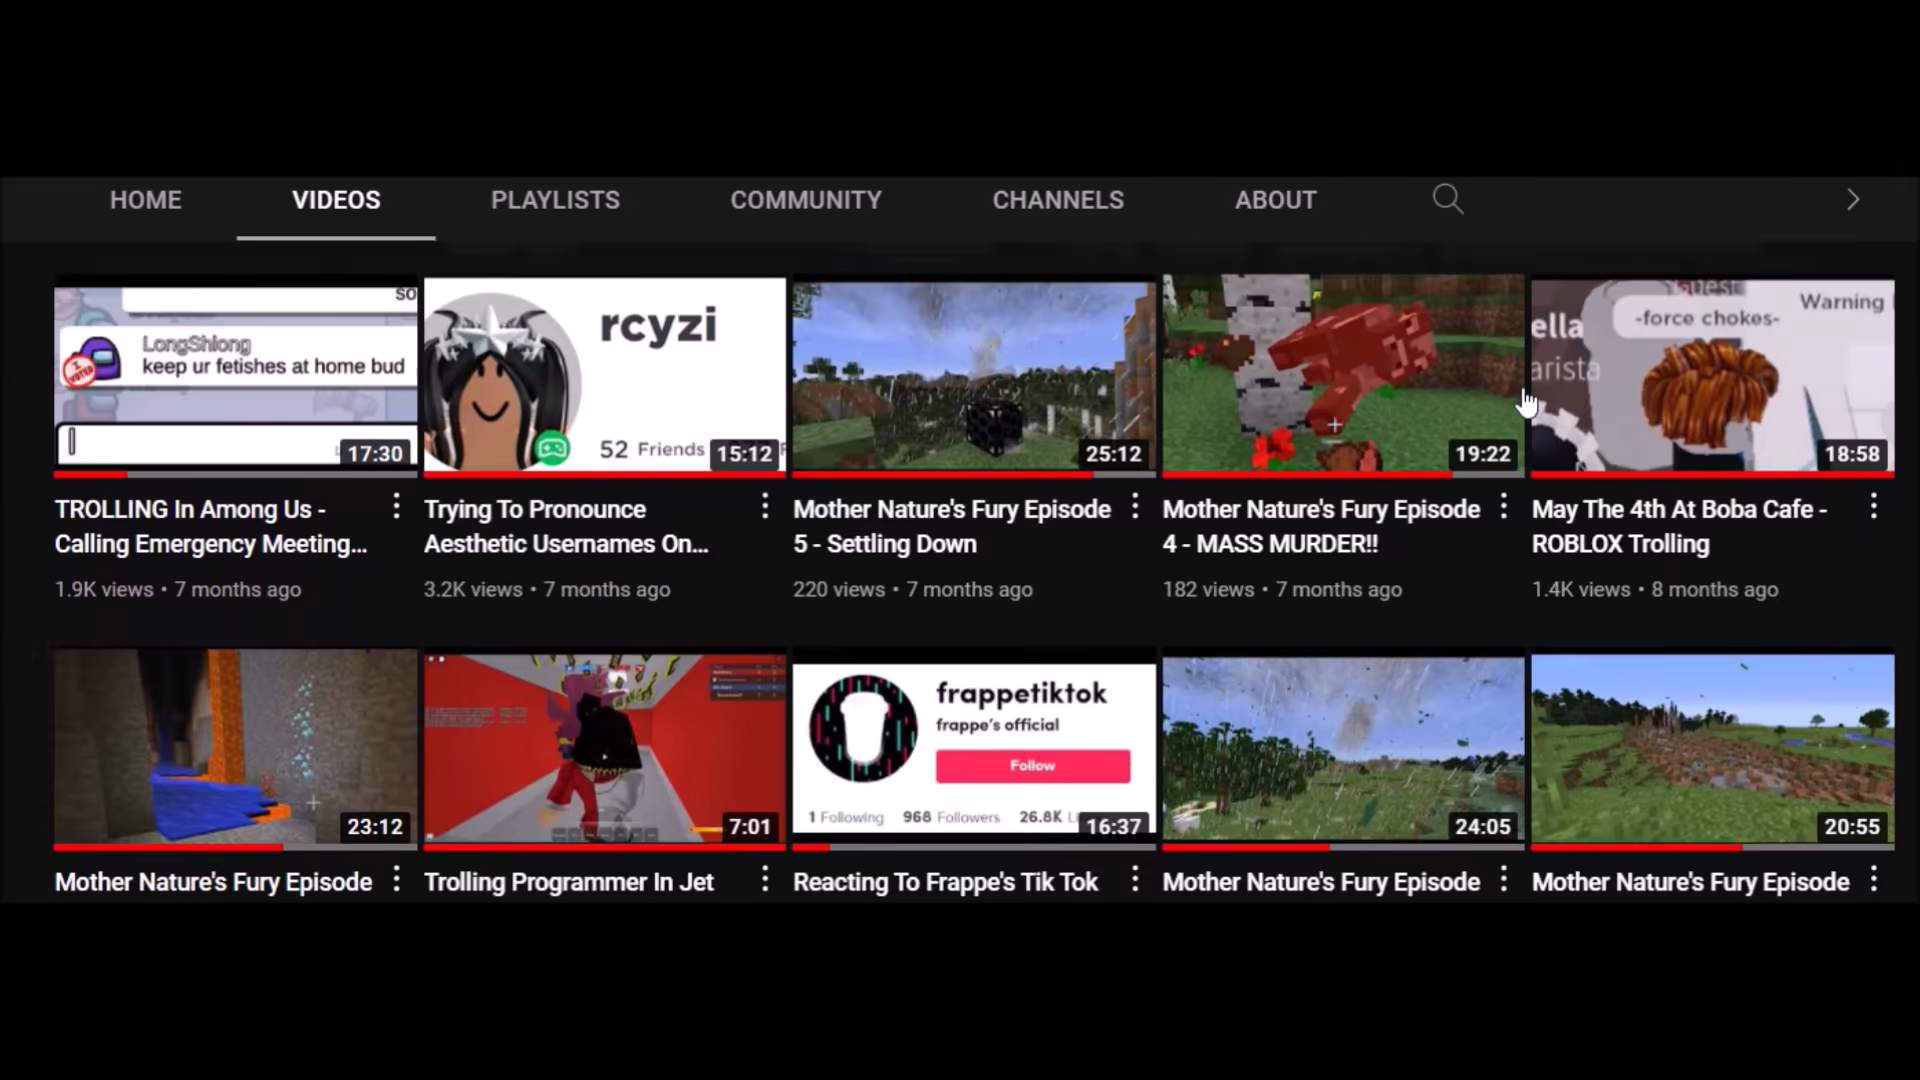 HOME VIDEOS PLAYLISTS COMMUNITY CHANNELS ABOUT
SO
LongShlong
keep ur fetishes at home bud
17:30
rcyzi
52 Friends
15:12
25:12
19:22
Warning
-force chokes-
ella
arista
18:58
TROLLING In Among Us -
Calling Emergency Meeting...
1.9K views • 7 months ago
Trying To Pronounce
Aesthetic Usernames On...
3.2K views • 7 months ago
Mother Nature's Fury Episode
5 - Settling Down
220 views • 7 months ago
Mother Nature's Fury Episode
4 - MASS MURDER!!
182 views • 7 months ago
May The 4th At Boba Cafe -
ROBLOX Trolling
1.4K views • 8 months ago
23:12
7:01
frappetiktok
frappe's official
Follow
1 Following 968 Followers 26.8K
16:37
24:05
20:55
Mother Nature's Fury Episode
Trolling Programmer In Jet
Reacting To Frappe's Tik Tok
Mother Nature's Fury Episode
Mother Nature's Fury Episode